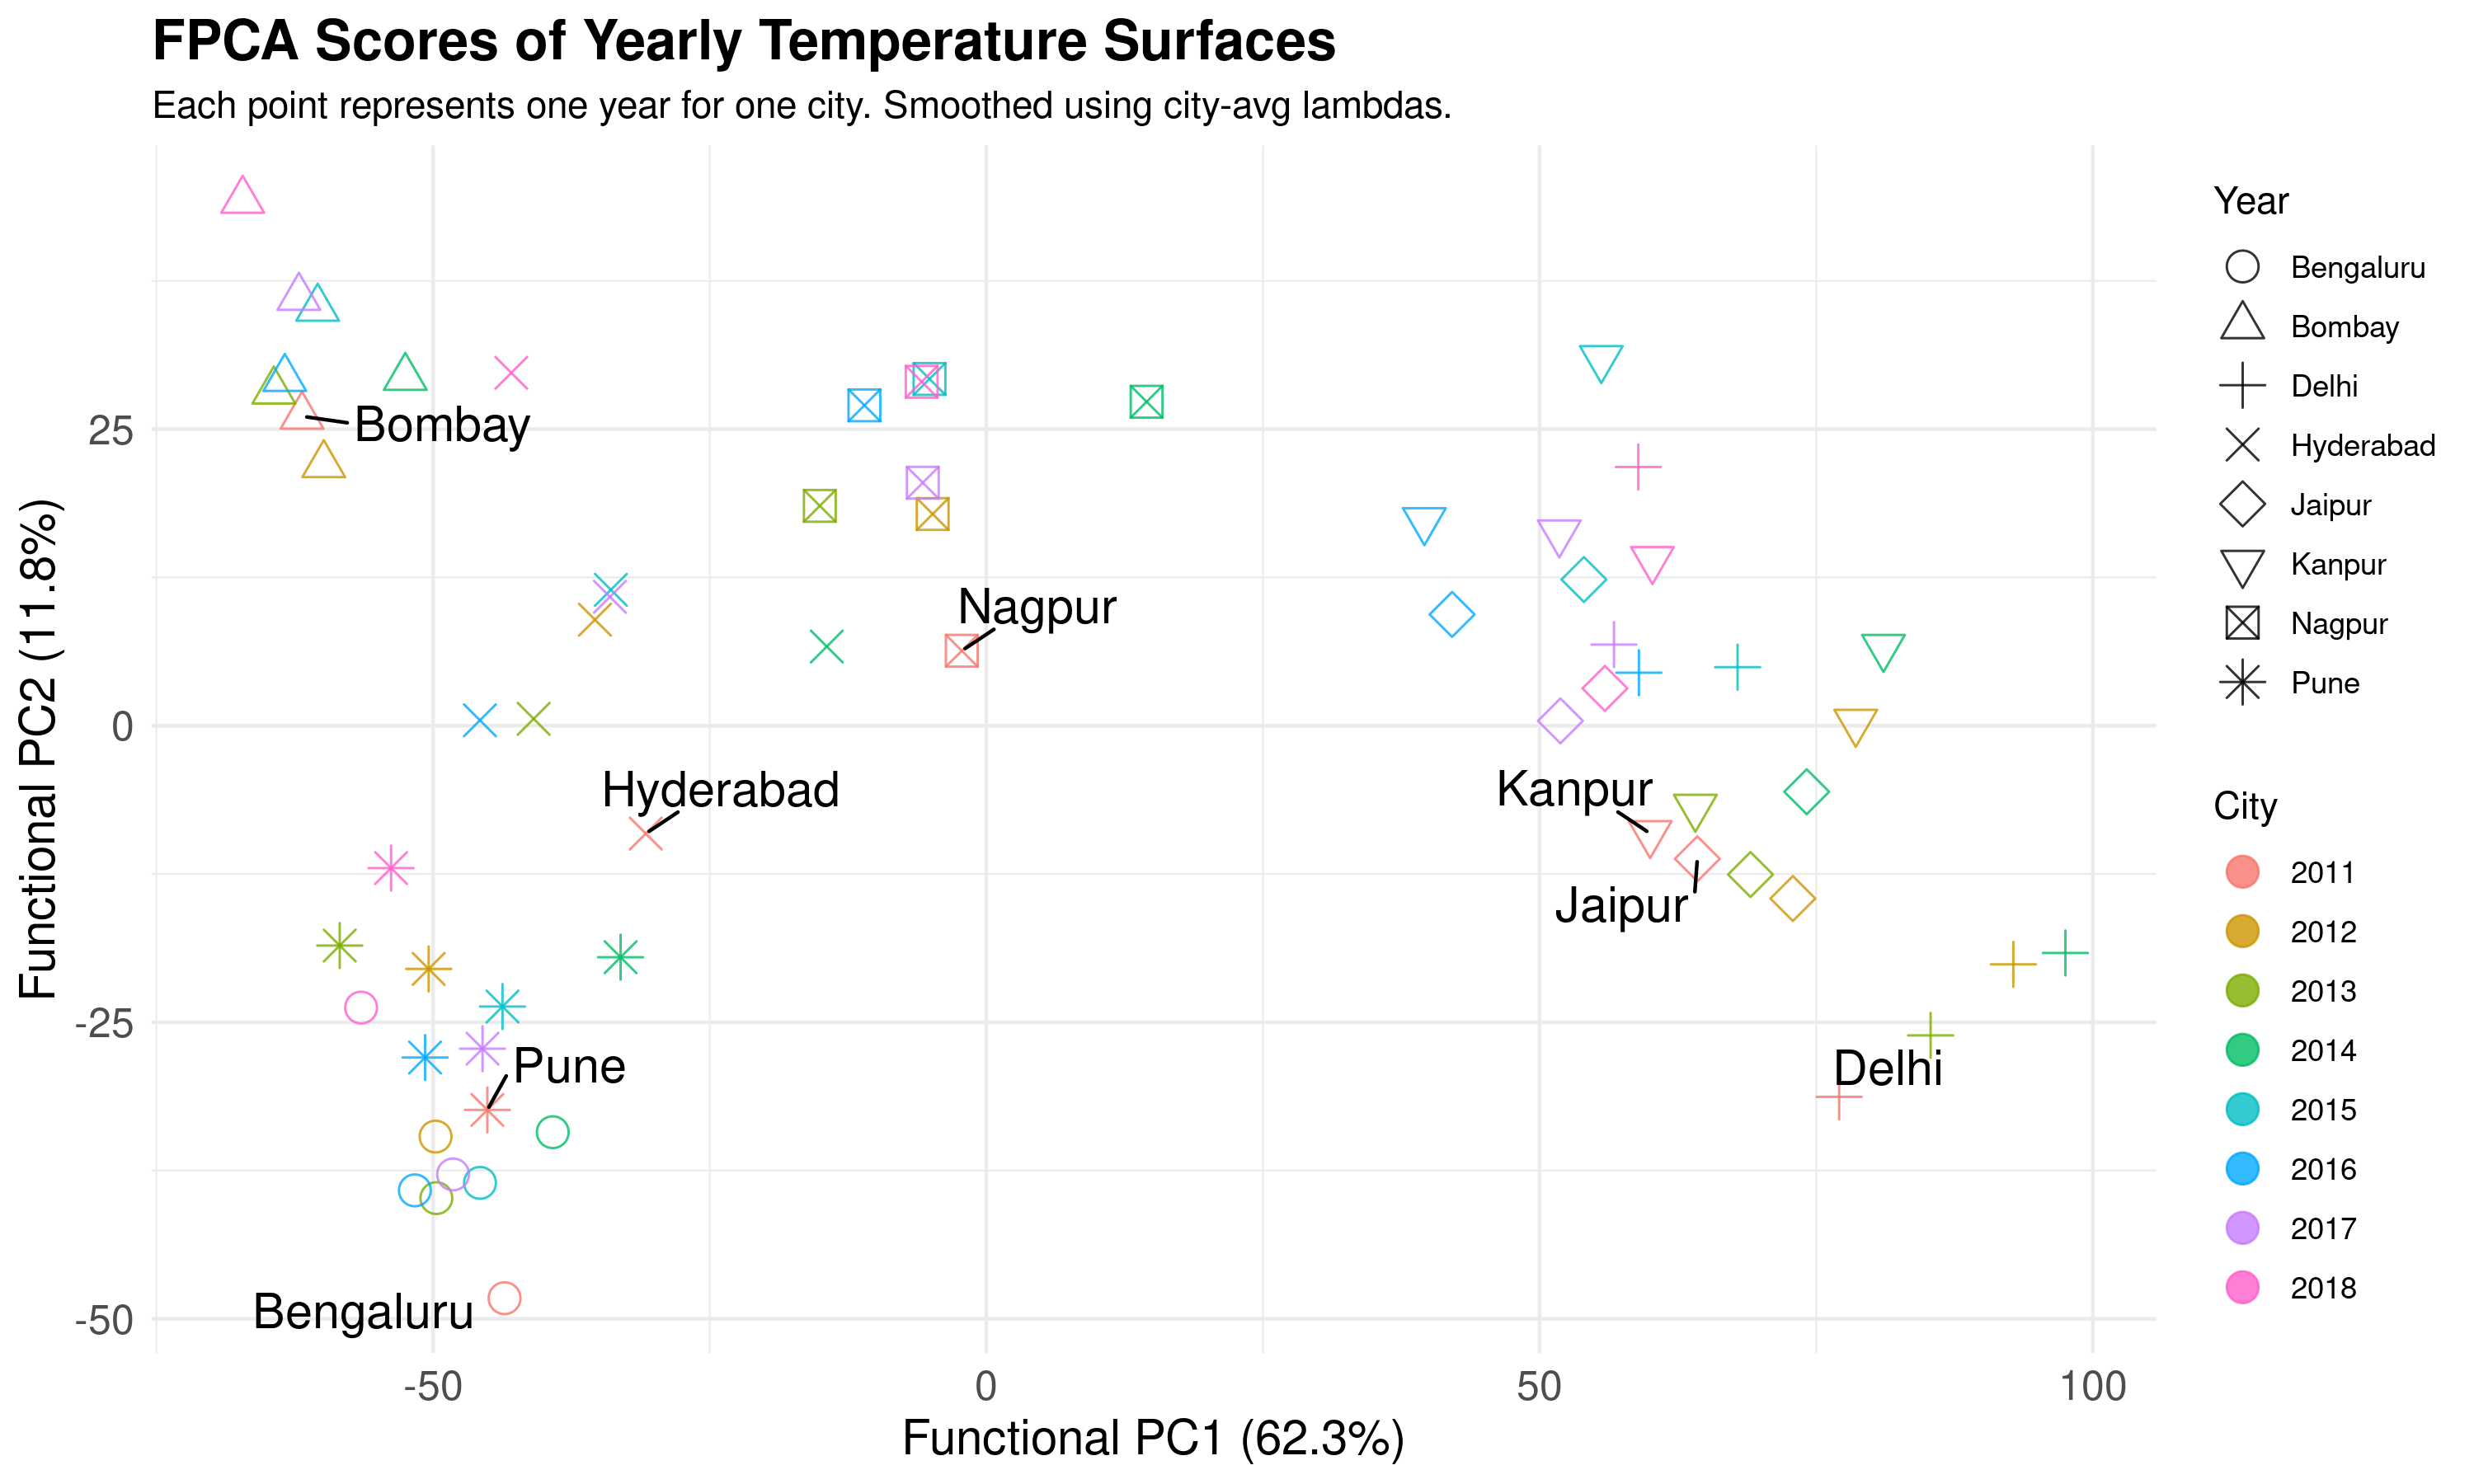 FPCA Scores of Yearly Temperature Surfaces
Each point represents one year for one city. Smoothed using city-avg lambdas.
Functional PC2 (11.8%)
25
0
-25
-50
Bombay
Nagpur
Hyderabad
Kanpur
Jaipur
Pune
Delhi
Bengaluru
-50
0
50
100
Functional PC1 (62.3%)
Year
Bengaluru
Bombay
Delhi
Hyderabad
Jaipur
Kanpur
Nagpur
Pune
City
2011
2012
2013
2014
2015
2016
2017
2018